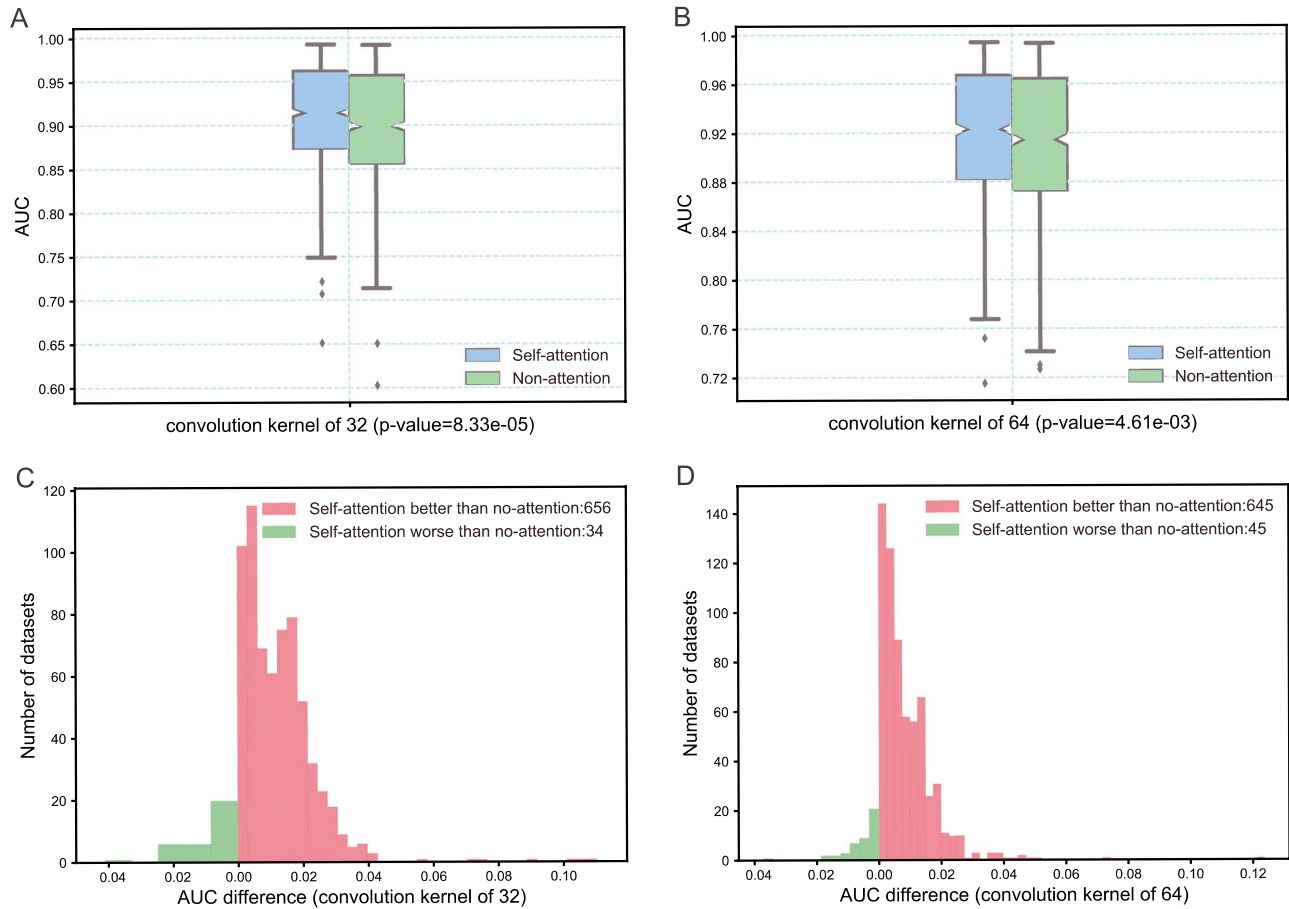 A
1.00
0.95
0.90
0.85
0.80
0.75
0.70
0.65
0.60
AUC
Self-attention
Non-attention
convolution kernel of 32 (p-value=8.33e-05)
B
1.00
0.96
0.92
0.88
0.84
0.80
0.76
0.72
AUC
Self-attention
Non-attention
convolution kernel of 64 (p-value=4.61e-03)
C
120
100
80
60
40
20
0
Number of datasets
Self-attention better than no-attention:656
Self-attention worse than no-attention:34
0.04 0.02 0.00 0.02 0.04 0.06 0.08 0.10
AUC difference (convolution kernel of 32)
D
140
120
100
80
60
40
20
0
Number of datasets
Self-attention better than no-attention:645
Self-attention worse than no-attention:45
0.04 0.02 0.00 0.02 0.04 0.06 0.08 0.10 0.12
AUC difference (convolution kernel of 64)